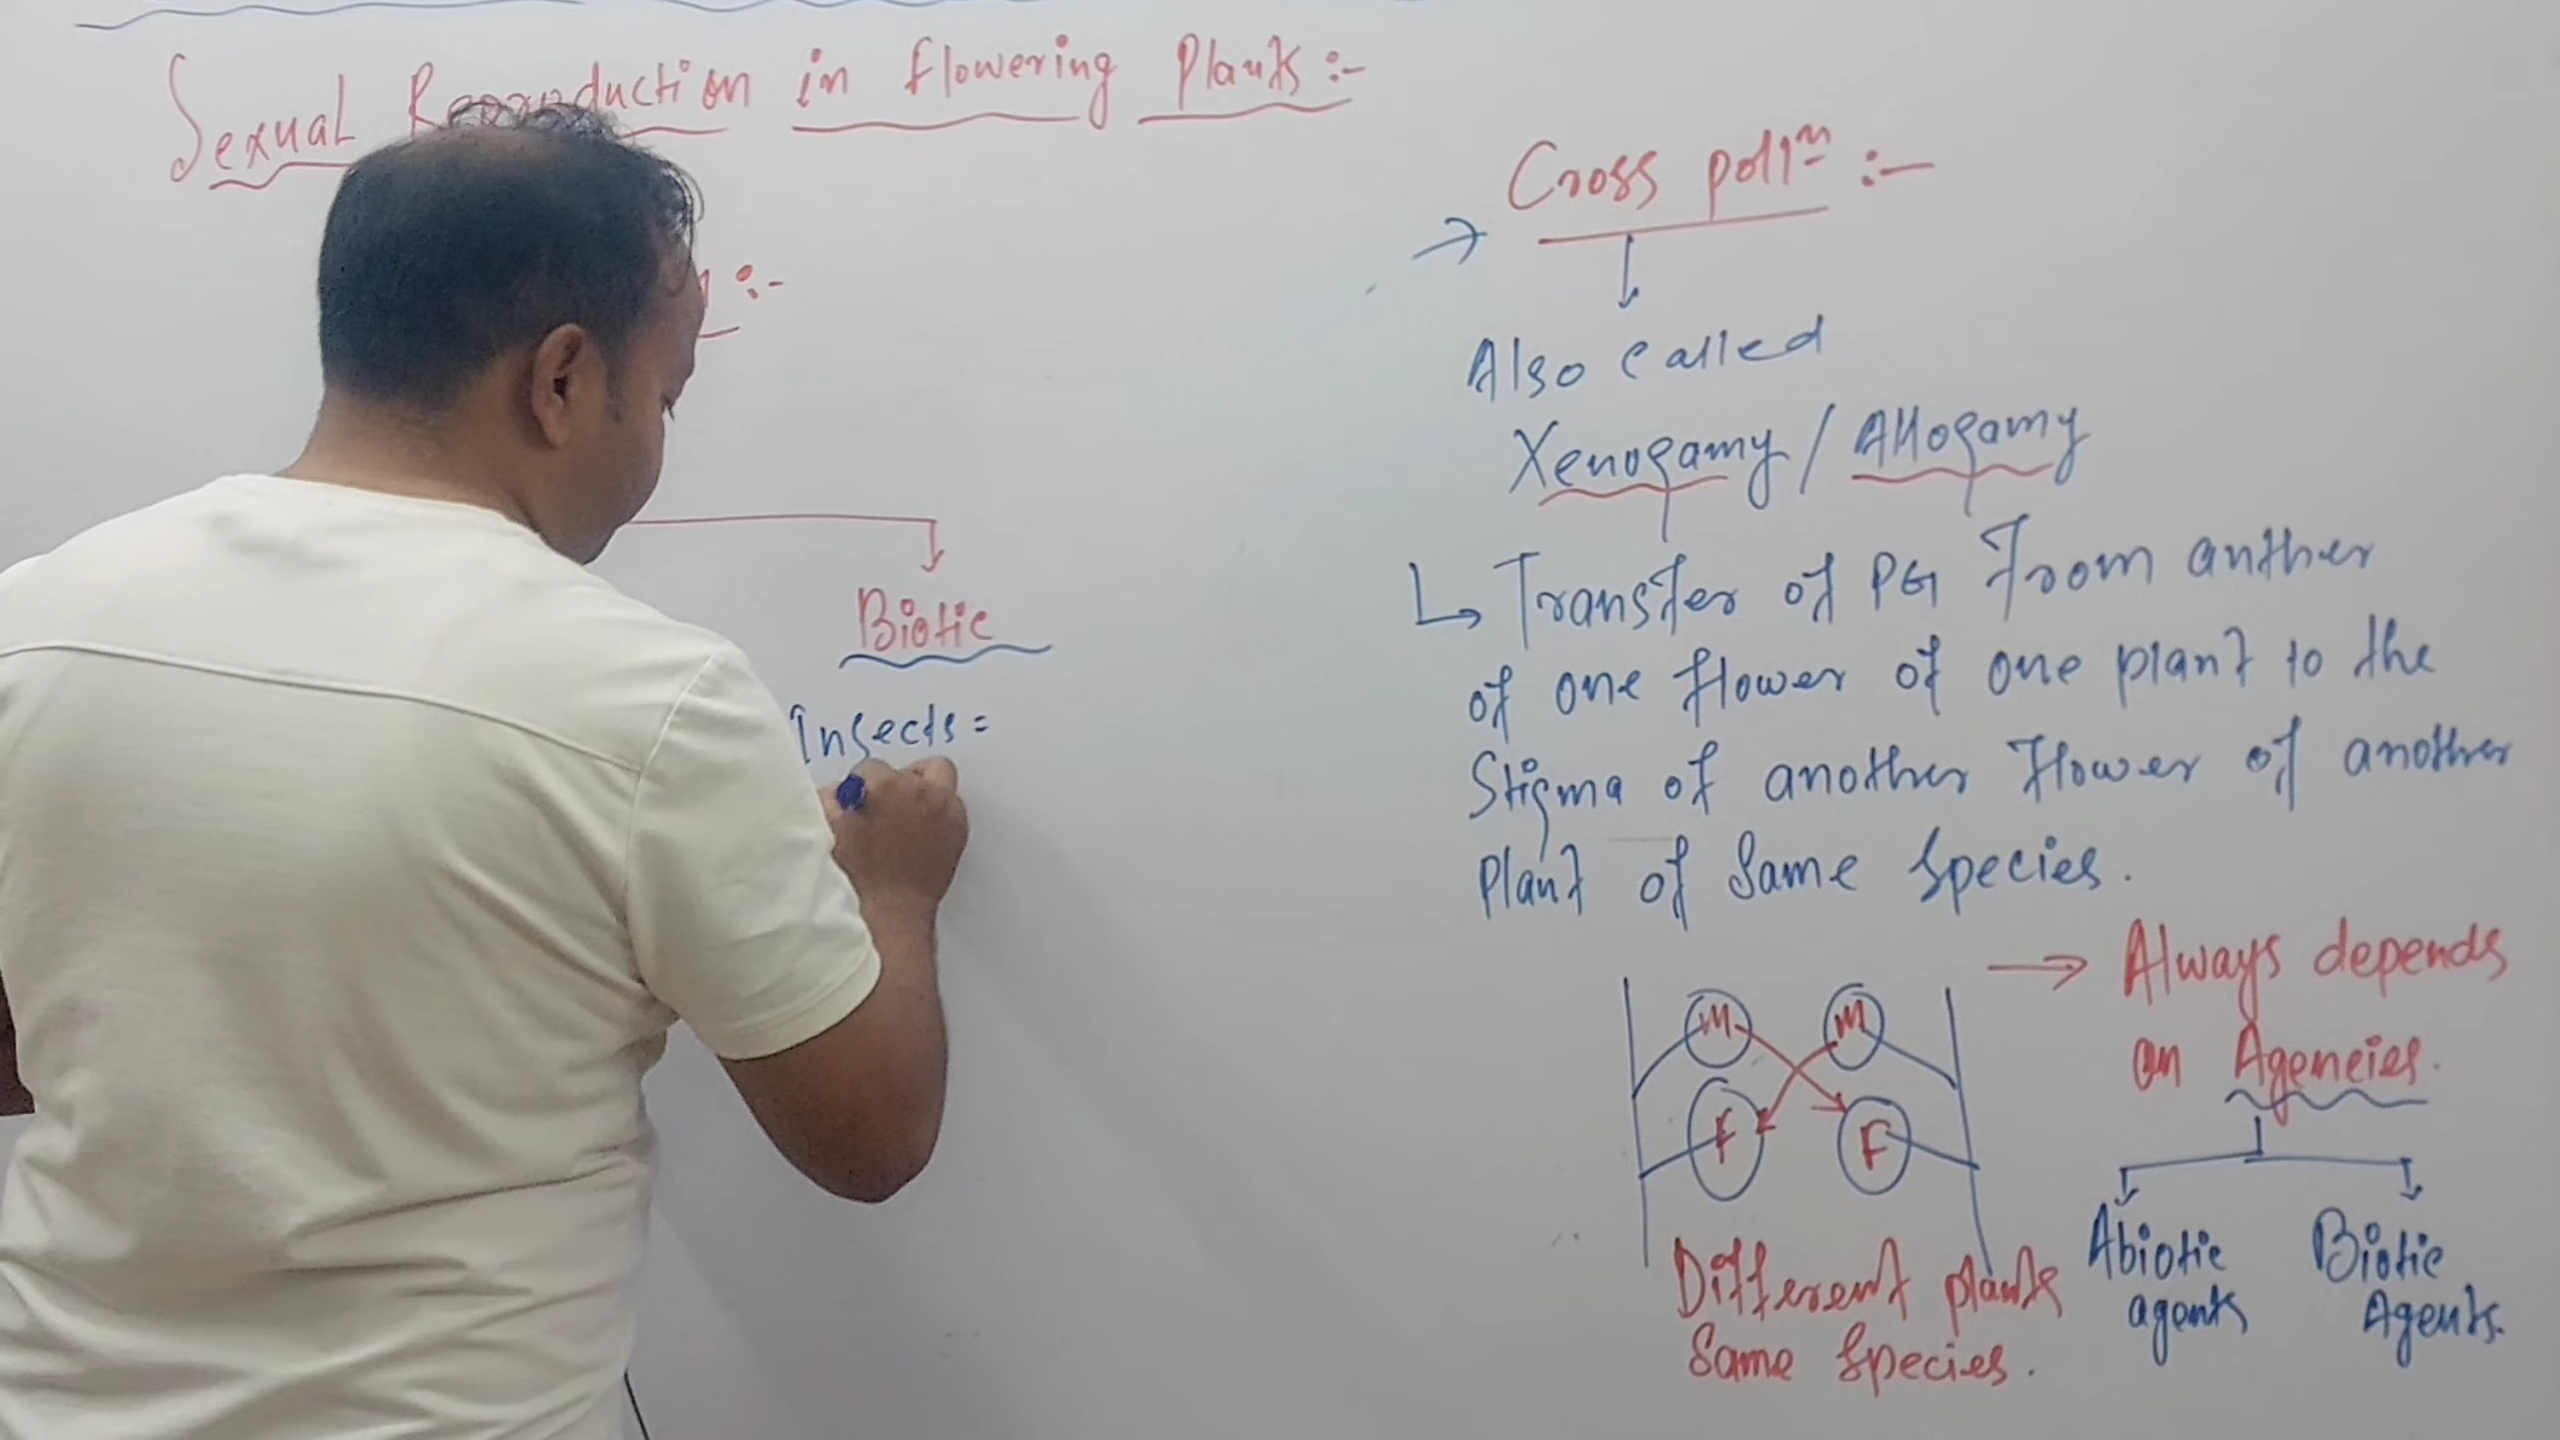 Sexual Reproduction in flowering Plants :-
:-
Biotic
Insects =
Cross pollⁿ :-
Also called
Xenogamy / Allogamy
Transfer of PG from anther
of one flower of one plant to the
Stigma of another flower of another
plant of Same Species.
M M
F F
Different plants
Same Species.
Always depends
on Agencies.
Abiotic
agents
Biotic
Agents.